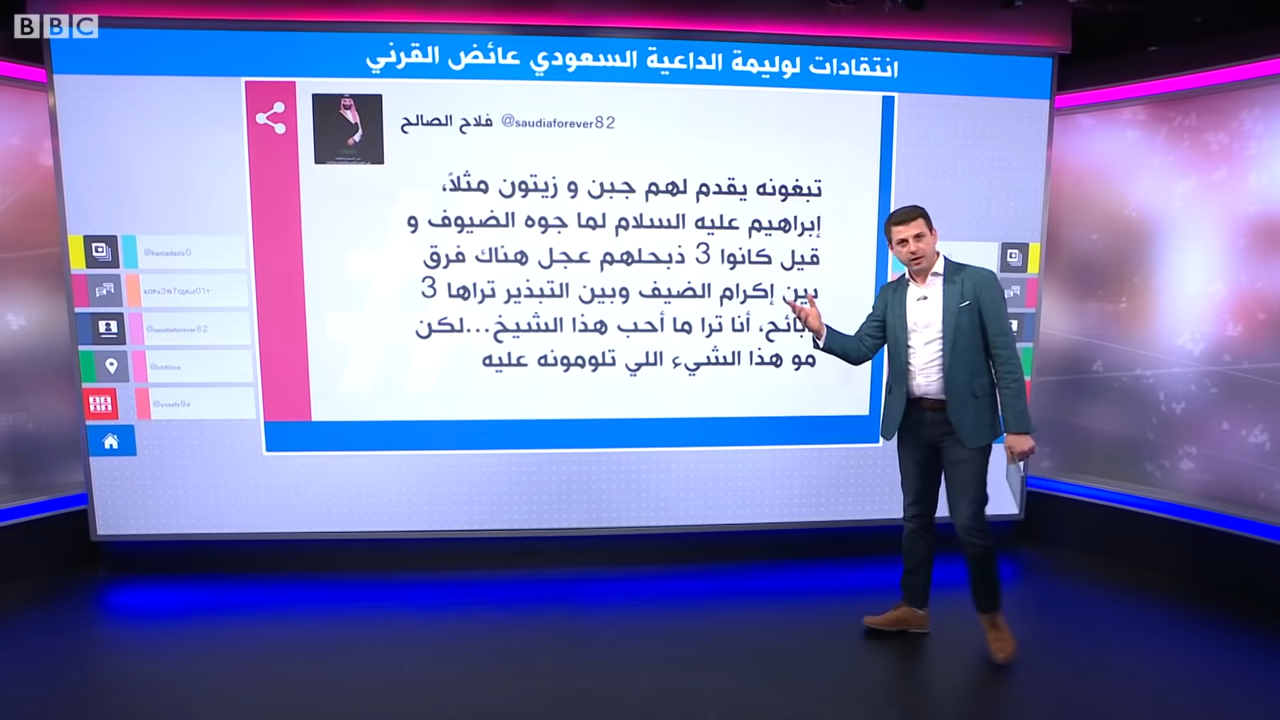 BBC
انتقادات لوليمة الداعية السعودي عائض القرني
فلاح الصالح @saudiaforever82
تبغونه يقدم لهم جبن و زيتون مثلاً،
إبراهيم عليه السلام لما جوه الضيوف و
قيل كانوا 3 ذبحلهم عجل هناك فرق
بين إكرام الضيف وبين التبذير تراها 3
أنا ترا ما أحب هذا الشيخ...لكن
مو هذا الشيء اللي تلومونه عليه
@saudiaforever82